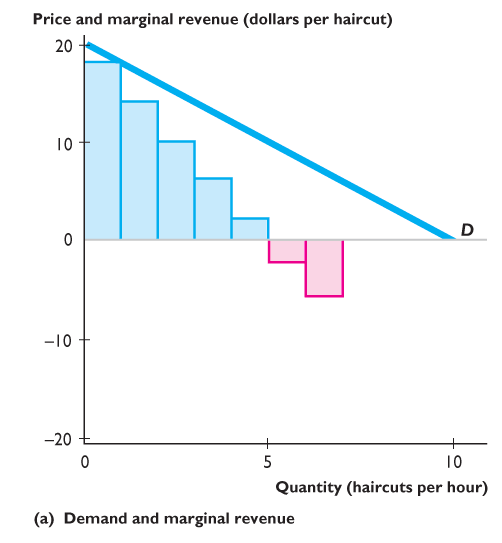 Price and marginal revenue (dollars per haircut)
20
10
0
D
–10
–20
0 5 10
Quantity (haircuts per hour)
(a) Demand and marginal revenue